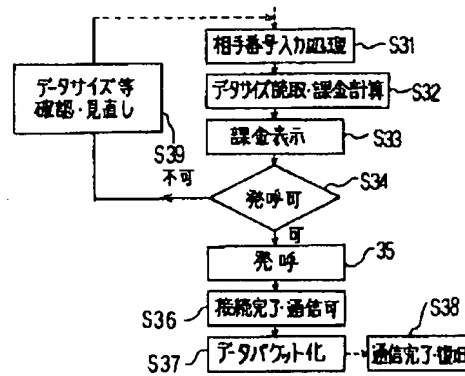 相手番号入力処理
S31
データサイズ読取・課金計算
S32
データサイズ等
確認・見直し
S39
課金表示
S33
不可
発呼可
S34
可
発呼
35
接続完了・通信可
S36
データパケット化
S37
通信完了・復旧
S38